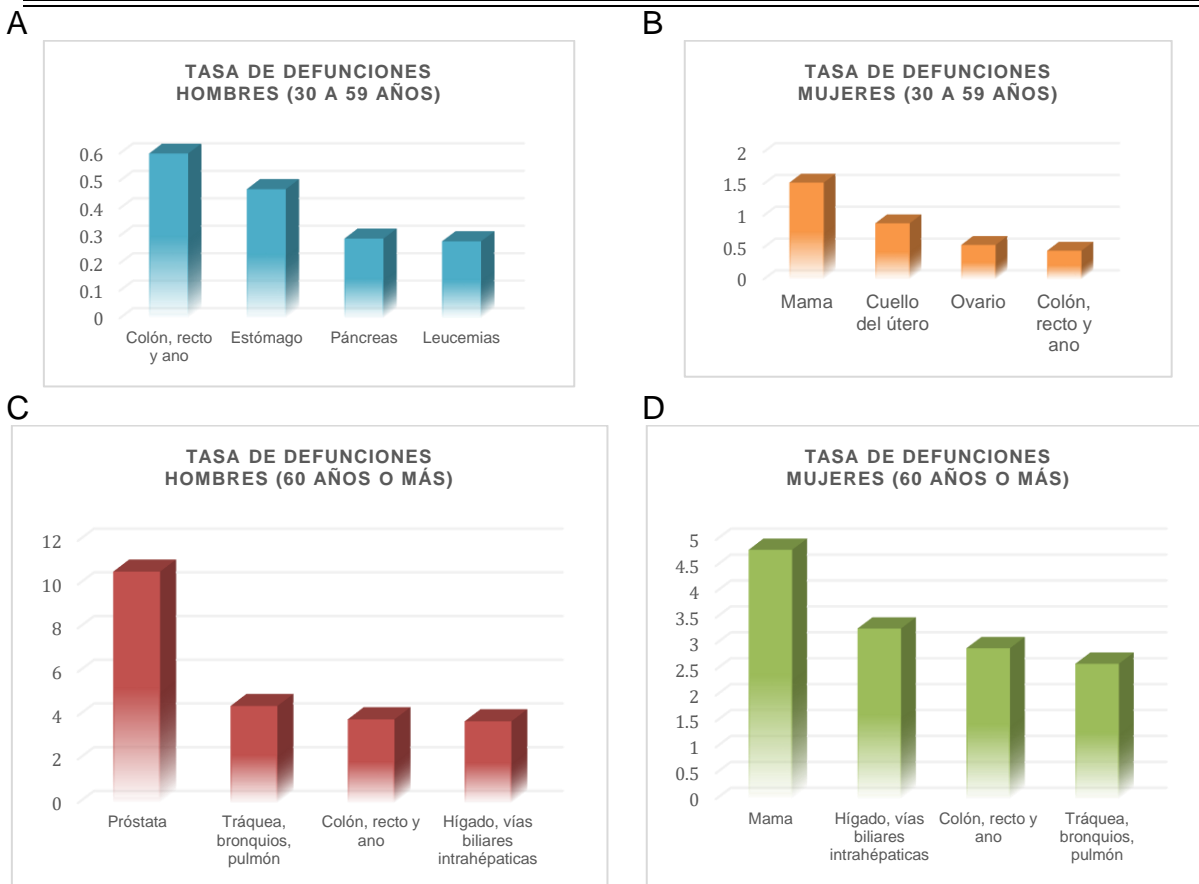 A
TASA DE DEFUNCIONES
HOMBRES (30 A 59 AÑOS)
0.6
0.5
0.4
0.3
0.2
0.1
0
Colón, recto
y ano
Estómago
Páncreas
Leucemias
B
TASA DE DEFUNCIONES
MUJERES (30 A 59 AÑOS)
2
1.5
1
0.5
0
Mama
Cuello
del útero
Ovario
Colón,
recto y
ano
C
TASA DE DEFUNCIONES
HOMBRES (60 AÑOS O MÁS)
12
10
8
6
4
2
0
Próstata
Tráquea,
bronquios,
pulmón
Colón, recto y
ano
Hígado, vías
biliares
intrahépaticas
D
TASA DE DEFUNCIONES
MUJERES (60 AÑOS O MÁS)
5
4.5
4
3.5
3
2.5
2
1.5
1
0.5
0
Mama
Hígado, vías
biliares
intrahépaticas
Colón, recto y
ano
Tráquea,
bronquios,
pulmón